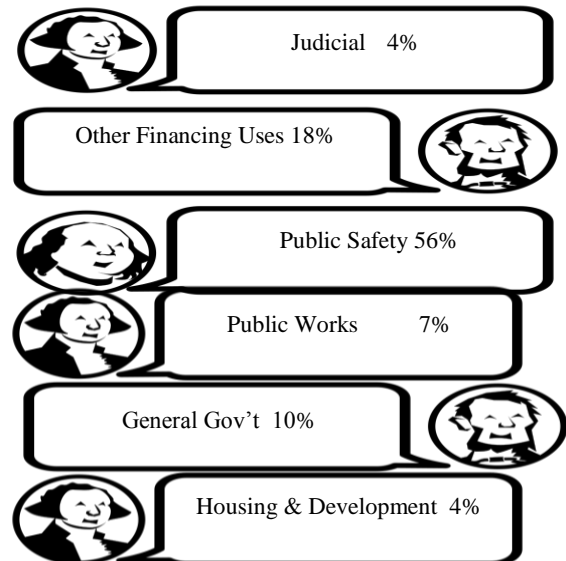 Judicial 4%
Other Financing Uses 18%
Public Safety 56%
Public Works 7%
General Gov’t 10%
Housing & Development 4%